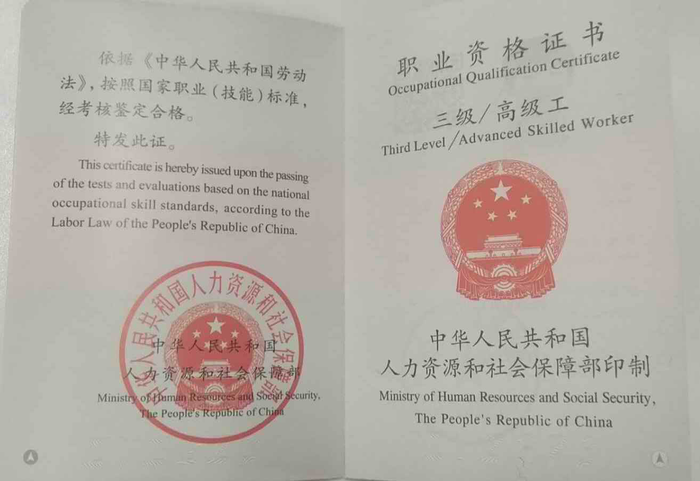 依据《中华人民共和国劳动
法》，按照国家职业（技能）标准，
经考核鉴定合格。
特发此证。
This certificate is hereby issued upon the passing
of the tests and evaluations based on the national
occupational skill standards, according to the
Labor Law of the People's Republic of China.
中华人民共和国人力资源和社会保障部
中华人民共和国
人力资源和社会保障部
Ministry of Human Resources and Social Security,
The People's Republic of China
职业资格证书
Occupational Qualification Certificate
三级/高级工
Third Level/Advanced Skilled Worker
中华人民共和国
人力资源和社会保障部印制
Ministry of Human Resources and Social Security,
The People's Republic of China